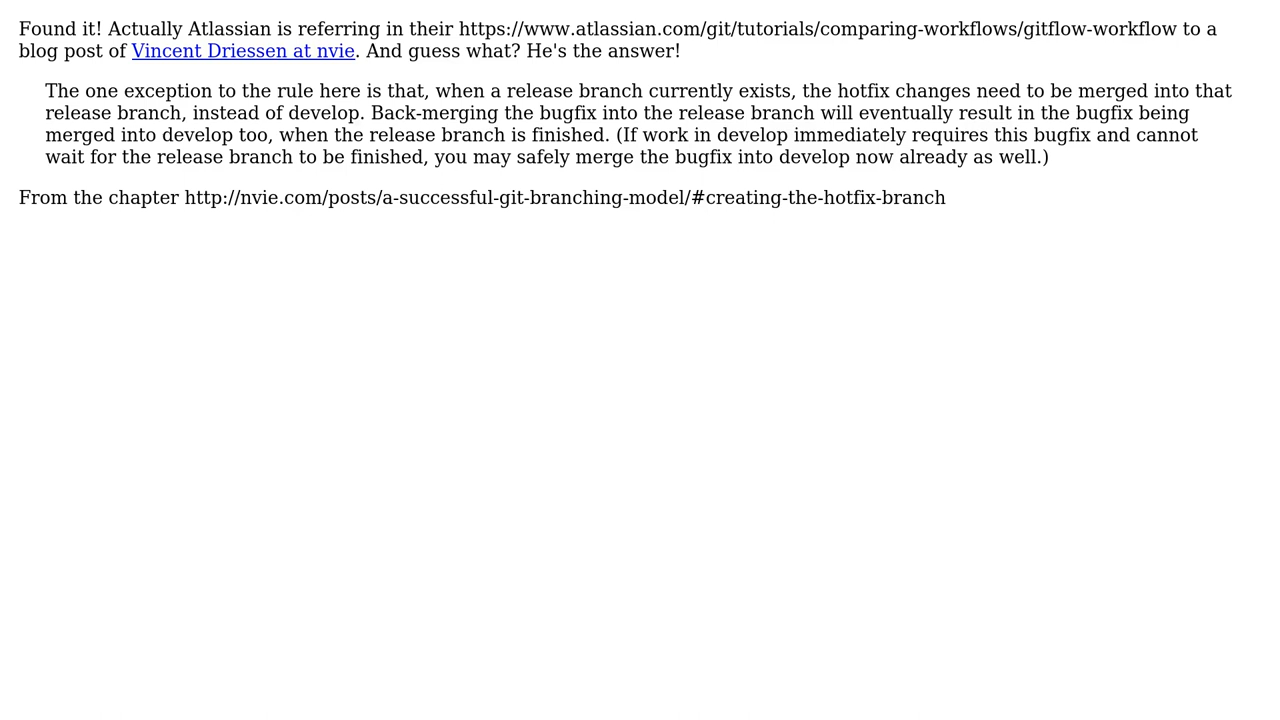 Found it! Actually Atlassian is referring in their https://www.atlassian.com/git/tutorials/comparing-workflows/gitflow-workflow to a
blog post of Vincent Driessen at nvie. And guess what? He's the answer!
The one exception to the rule here is that, when a release branch currently exists, the hotfix changes need to be merged into that
release branch, instead of develop. Back-merging the bugfix into the release branch will eventually result in the bugfix being
merged into develop too, when the release branch is finished. (If work in develop immediately requires this bugfix and cannot
wait for the release branch to be finished, you may safely merge the bugfix into develop now already as well.)
From the chapter http://nvie.com/posts/a-successful-git-branching-model/#creating-the-hotfix-branch